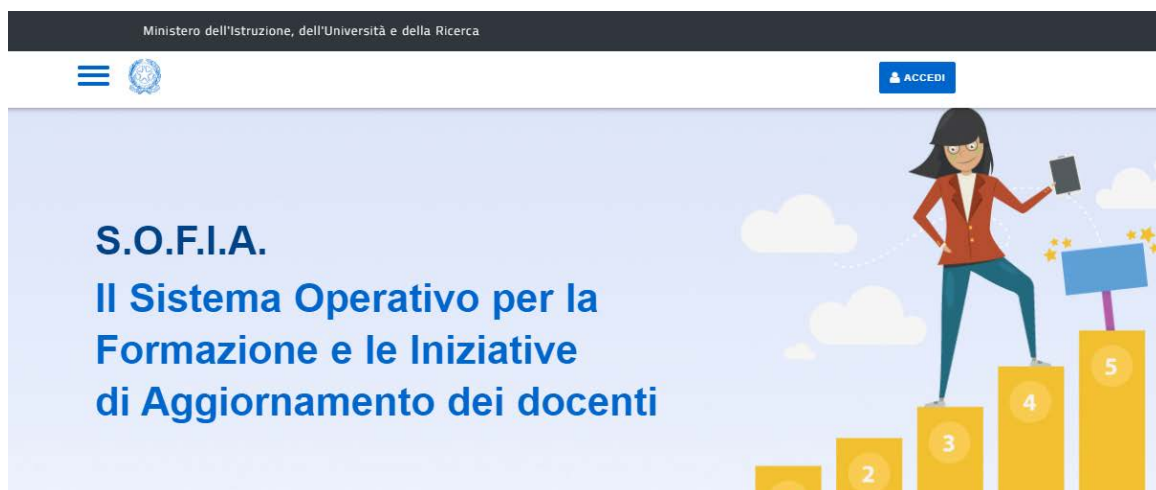 Ministero dell'Istruzione, dell'Università e della Ricerca
ACCEDI
S.O.F.I.A.
Il Sistema Operativo per la
Formazione e le Iniziative
di Aggiornamento dei docenti
5
4
3
2